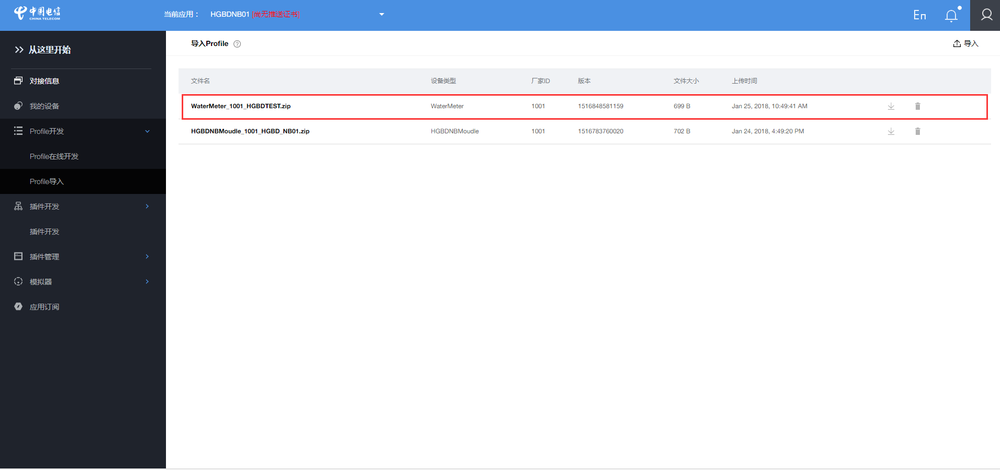 中国电信
CHINA TELECOM
当前应用： HGBDNB01 [尚无推送证书]
En
从这里开始
对接信息
我的设备
Profile开发
Profile在线开发
Profile导入
插件开发
插件开发
插件管理
模拟器
应用订阅
导入Profile
导入
文件名 设备类型 厂家ID 版本 文件大小 上传时间
WaterMeter_1001_HGBDTEST.zip WaterMeter 1001 1516848581159 699 B Jan 25, 2018, 10:49:41 AM
HGBDNBMoudle_1001_HGBD_NB01.zip HGBDNBMoudle 1001 1516783760020 702 B Jan 24, 2018, 4:49:20 PM